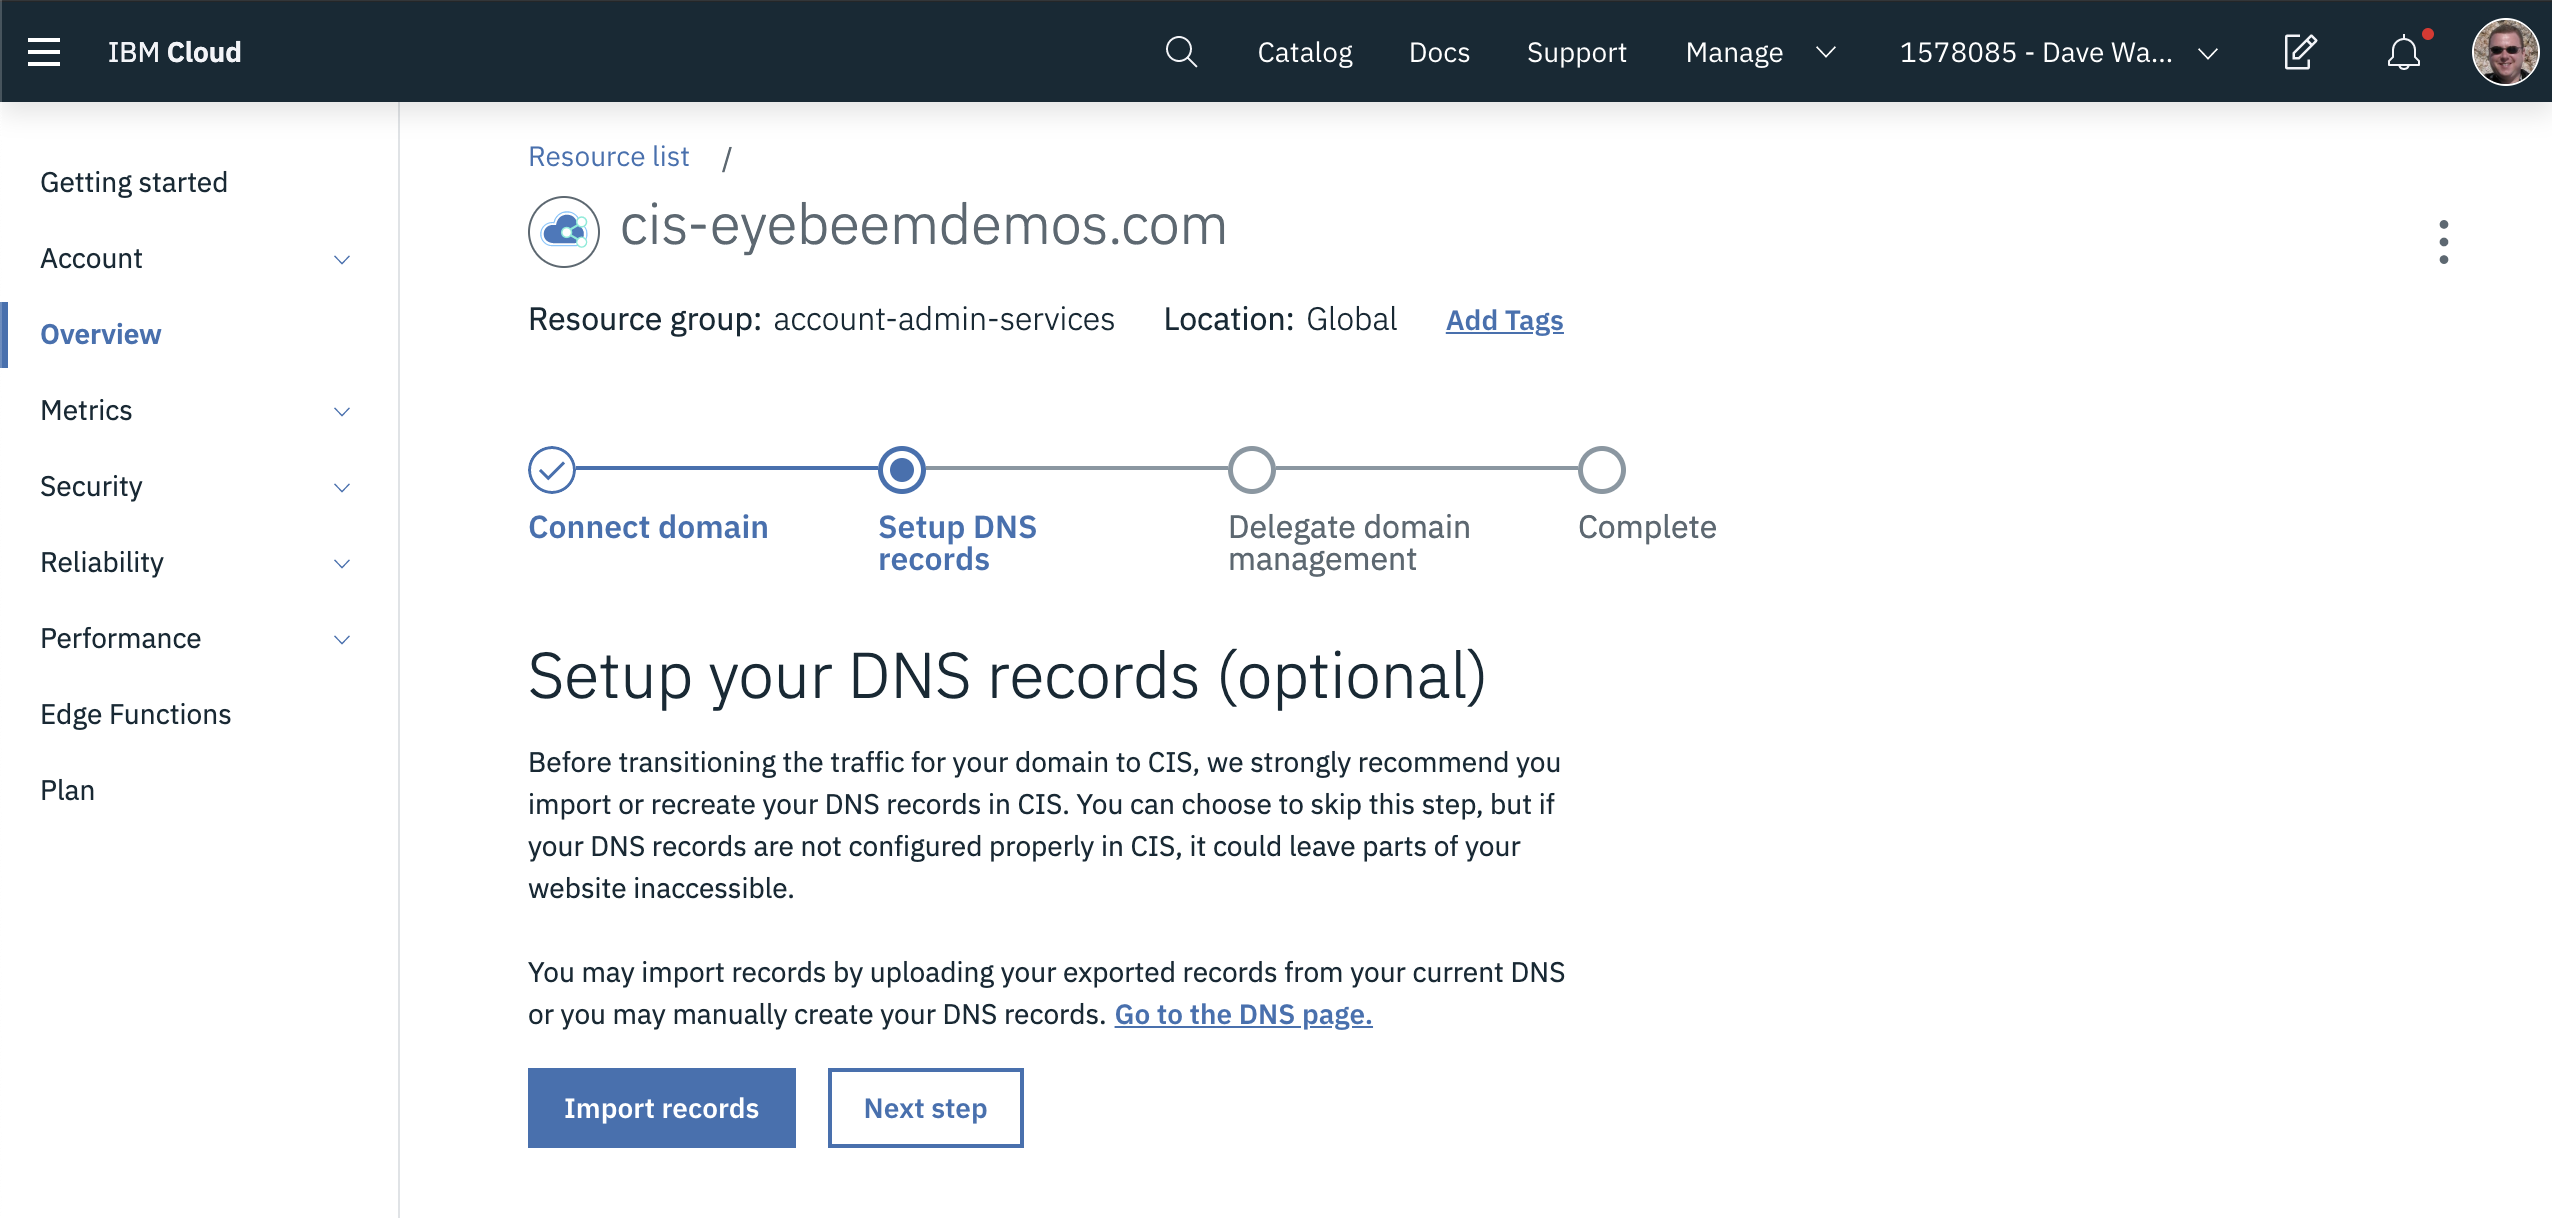 IBM Cloud
Catalog
Docs
Support
Manage
1578085 - Dave Wa...
Getting started
Account
Overview
Metrics
Security
Reliability
Performance
Edge Functions
Plan
Resource list /
cis-eyebeemdemos.com
Resource group: account-admin-services Location: Global Add Tags
Connect domain
Setup DNS
records
Delegate domain
management
Complete
Setup your DNS records (optional)
Before transitioning the traffic for your domain to CIS, we strongly recommend you
import or recreate your DNS records in CIS. You can choose to skip this step, but if
your DNS records are not configured properly in CIS, it could leave parts of your
website inaccessible.
You may import records by uploading your exported records from your current DNS
or you may manually create your DNS records. Go to the DNS page.
Import records
Next step